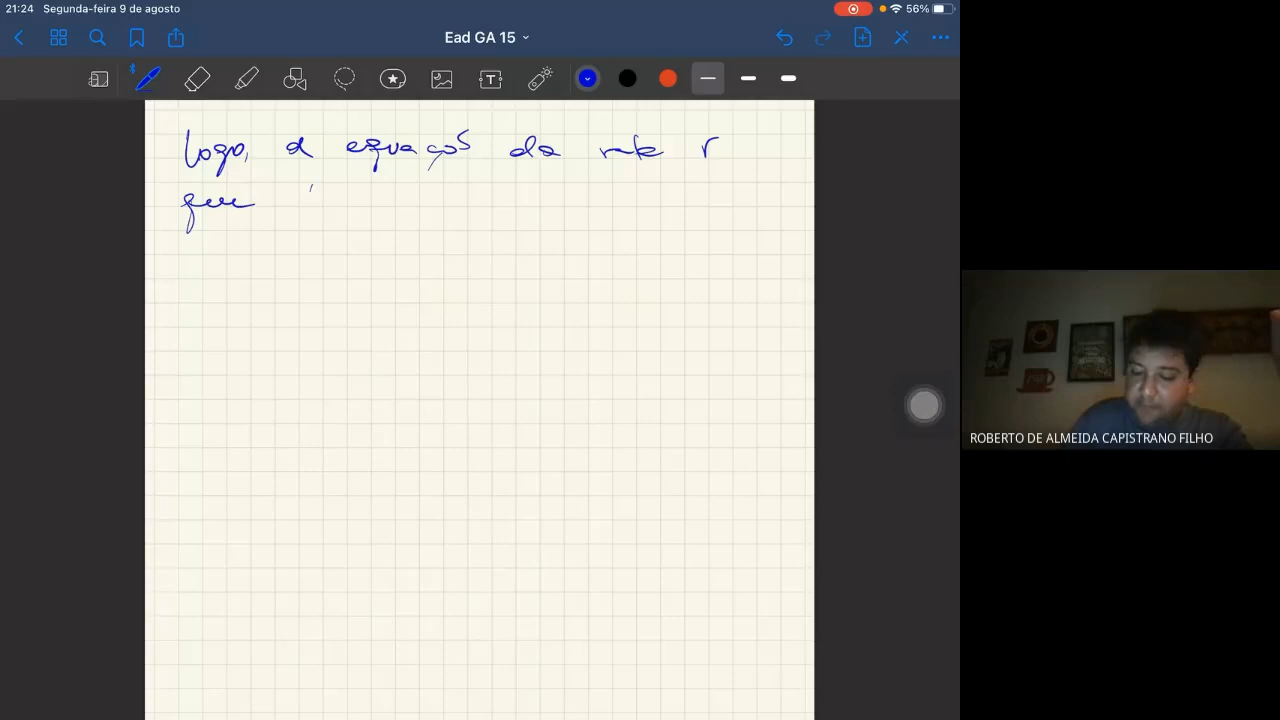 21:24 Segunda-feira 9 de agosto 56%
Ead GA 15
T
Logo, a equação da reta r
que
ROBERTO DE ALMEIDA CAPISTRANO FILHO